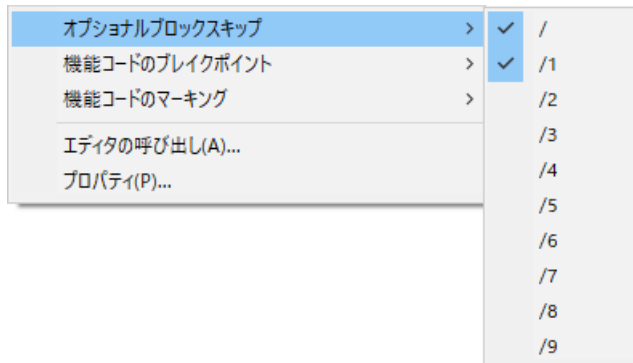 オプショナルブロックスキップ
機能コードのブレイクポイント
機能コードのマーキング
エディタの呼び出し(A)...
プロパティ(P)...
/
/1
/2
/3
/4
/5
/6
/7
/8
/9